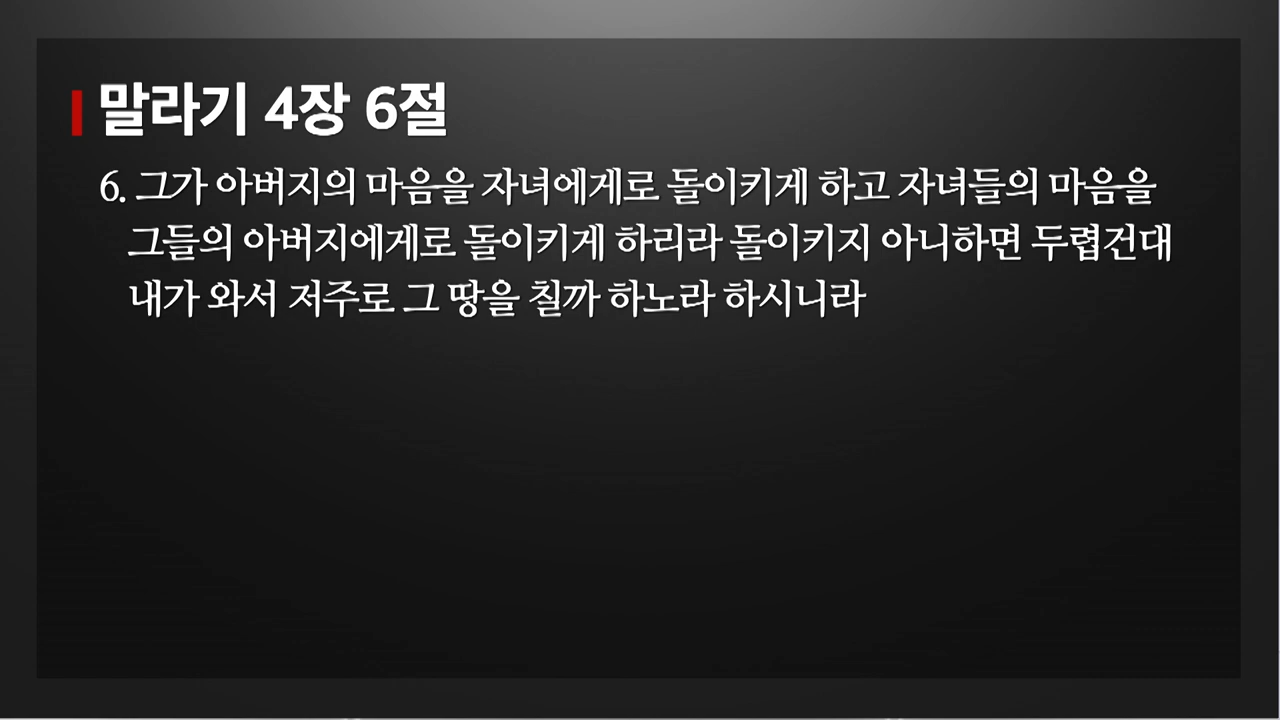 말라기 4장 6절
6. 그가 아버지의 마음을 자녀에게로 돌이키게 하고 자녀들의 마음을
그들의 아버지에게로 돌이키게 하리라 돌이키지 아니하면 두렵건대
내가 와서 저주로 그 땅을 칠까 하노라 하시니라